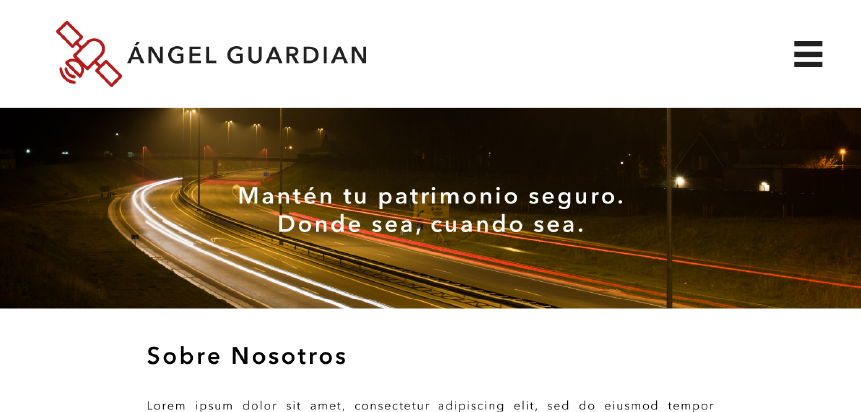 ÁNGEL GUARDIAN
Mantén tu patrimonio seguro.
Donde sea, cuando sea.
Sobre Nosotros
Lorem ipsum dolor sit amet, consectetur adipiscing elit, sed do eiusmod tempor